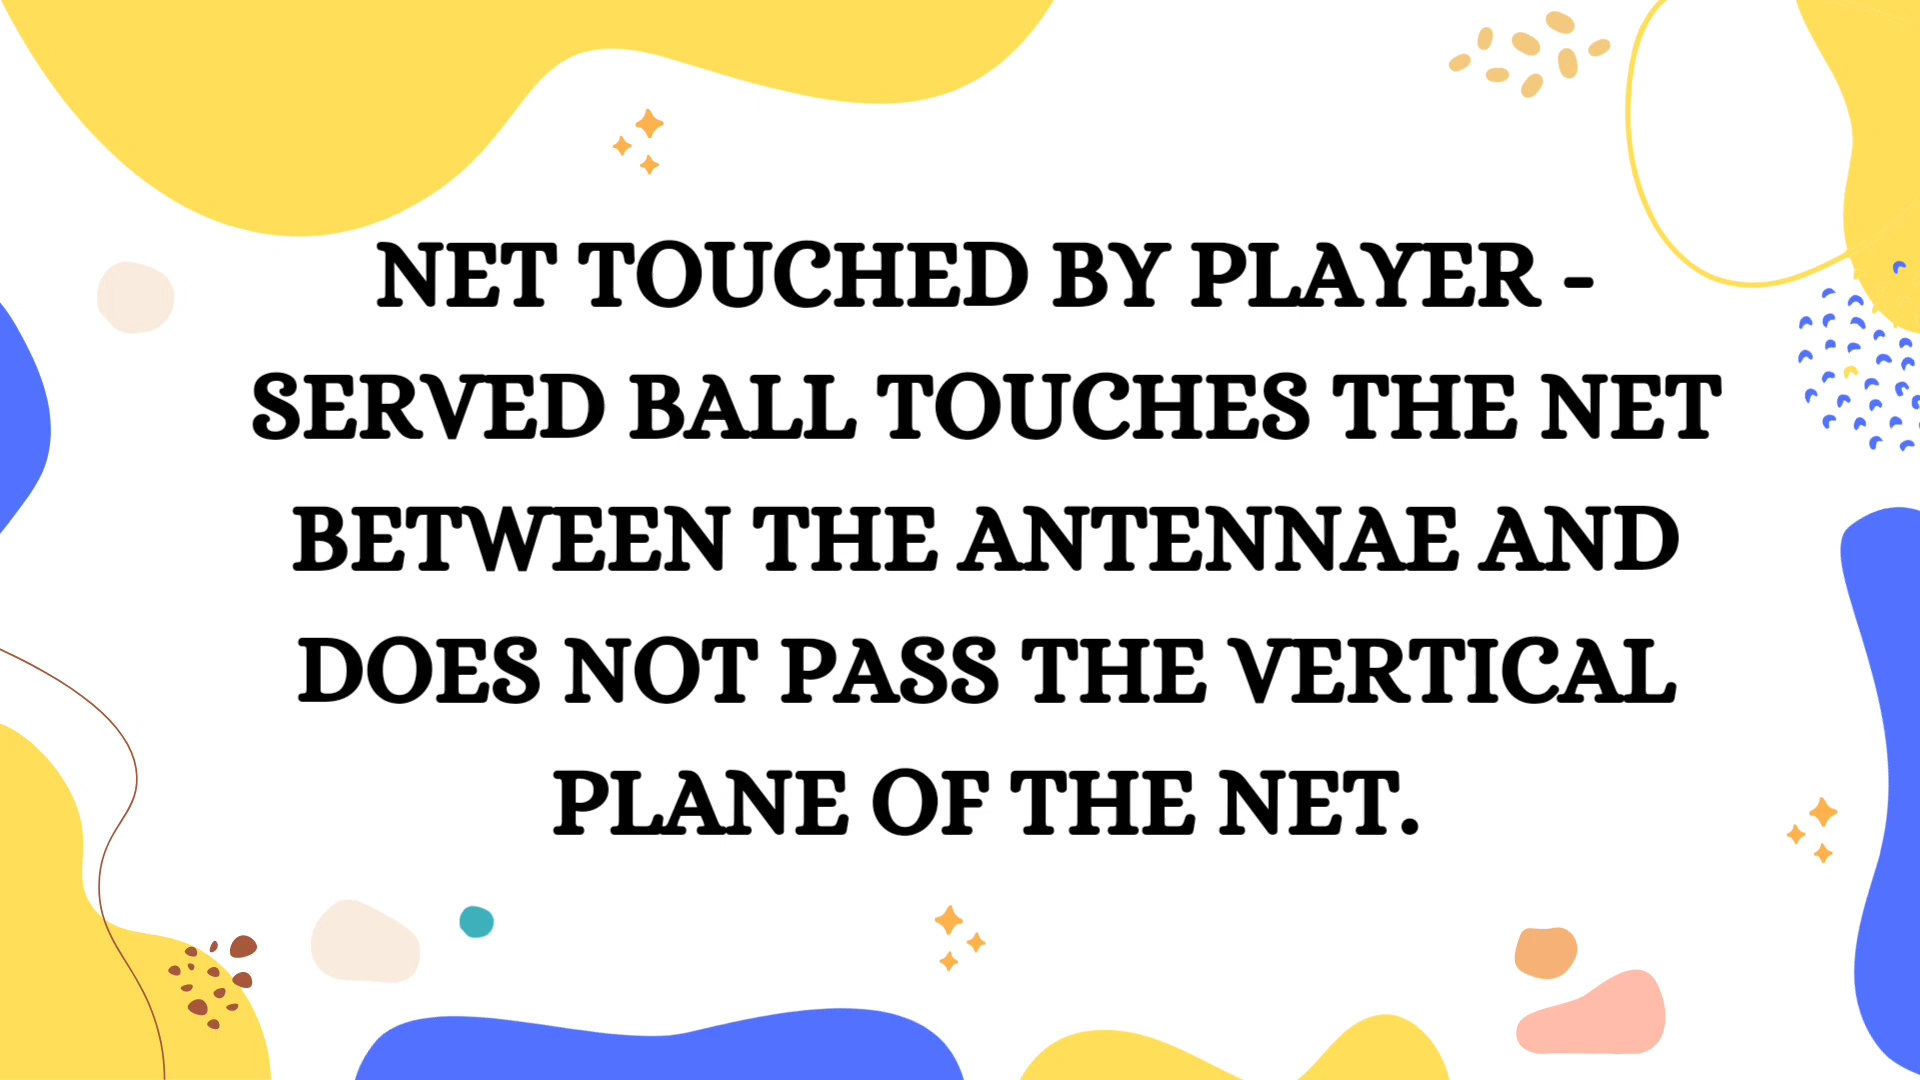 NET TOUCHED BY PLAYER -
SERVED BALL TOUCHES THE NET
BETWEEN THE ANTENNAE AND
DOES NOT PASS THE VERTICAL
PLANE OF THE NET.